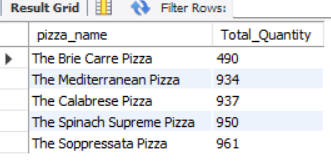 Result Grid Filter Rows:
pizza_name Total_Quantity
The Brie Carre Pizza 490
The Mediterranean Pizza 934
The Calabrese Pizza 937
The Spinach Supreme Pizza 950
The Soppressata Pizza 961